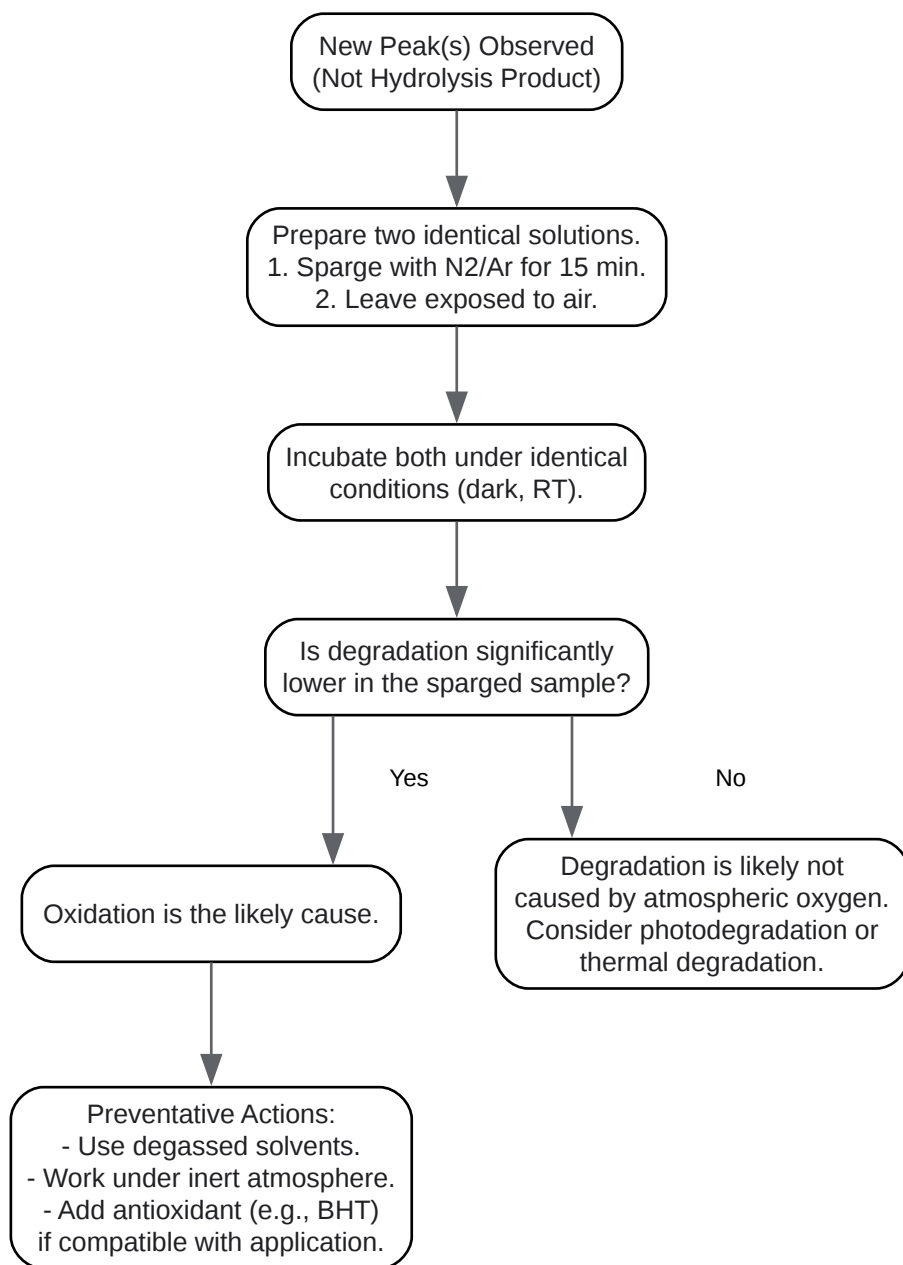 New Peak(s) Observed
(Not Hydrolysis Product)
Prepare two identical solutions.
1. Sparge with N2/Ar for 15 min.
2. Leave exposed to air.
Incubate both under identical
conditions (dark, RT).
Is degradation significantly
lower in the sparged sample?
Yes
No
Oxidation is the likely cause.
Degradation is likely not
caused by atmospheric oxygen.
Consider photodegradation or
thermal degradation.
Preventative Actions:
- Use degassed solvents.
- Work under inert atmosphere.
- Add antioxidant (e.g., BHT)
if compatible with application.